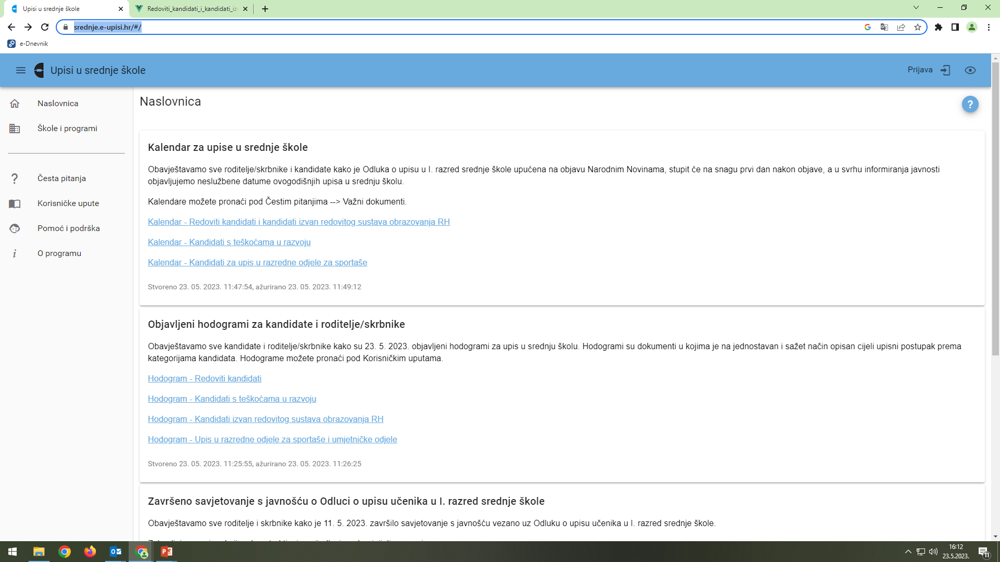 Upisi u srednje škole
Redoviti_kandidati_i_kandidati_iz
srednje.e-upisi.hr/#/
e-Dnevnik
Upisi u srednje škole
Prijava
Naslovnica
Škole i programi
Česta pitanja
Korisničke upute
Pomoć i podrška
O programu
Naslovnica
?
Kalendar za upise u srednje škole
Obavještavamo sve roditelje/skrbnike i kandidate kako je Odluka o upisu u I. razred srednje škole upućena na objavu Narodnim Novinama, stupit će na snagu prvi dan nakon objave, a u svrhu informiranja javnosti
objavljujemo neslužbene datume ovogodišnjih upisa u srednju školu.
Kalendare možete pronaći pod Čestim pitanjima --> Važni dokumenti.
Kalendar - Redoviti kandidati i kandidati izvan redovitog sustava obrazovanja RH
Kalendar - Kandidati s teškoćama u razvoju
Kalendar - Kandidati za upis u razredne odjele za sportaše
Stvoreno 23. 05. 2023. 11:47:54, ažurirano 23. 05. 2023. 11:49:12
Objavljeni hodogrami za kandidate i roditelje/skrbnike
Obavještavamo sve kandidate i roditelje/skrbnike kako su 23. 5. 2023. objavljeni hodogrami za upis u srednju školu. Hodogrami su dokumenti u kojima je na jednostavan i sažet način opisan cijeli upisni postupak prema
kategorijama kandidata. Hodograme možete pronaći pod Korisničkim uputama.
Hodogram - Redoviti kandidati
Hodogram - Kandidati s teškoćama u razvoju
Hodogram - Kandidati izvan redovitog sustava obrazovanja RH
Hodogram - Upis u razredne odjele za sportaše i umjetničke odjele
Stvoreno 23. 05. 2023. 11:25:55, ažurirano 23. 05. 2023. 11:26:25
Završeno savjetovanje s javnošću o Odluci o upisu učenika u I. razred srednje škole
Obavještavamo sve roditelje i skrbnike kako je 11. 5. 2023. završilo savjetovanje s javnošću vezano uz Odluku o upisu učenika u I. razred srednje škole.
16:12
23.5.2023.
11